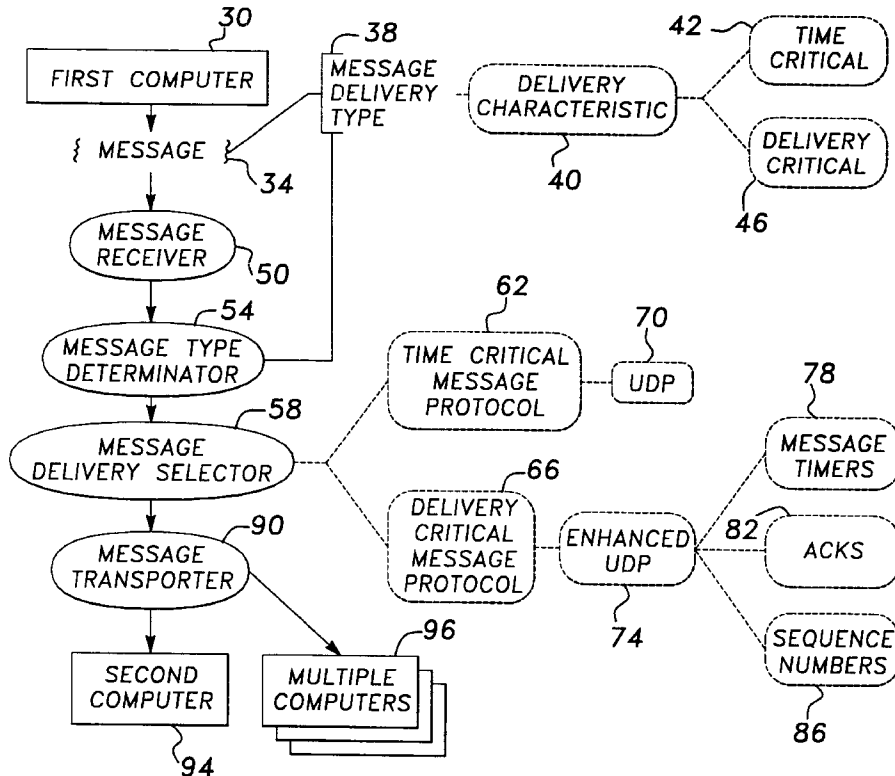 30
FIRST COMPUTER
38
MESSAGE
DELIVERY
TYPE
DELIVERY
CHARACTERISTIC
40
42
TIME
CRITICAL
DELIVERY
CRITICAL
46
{ MESSAGE }
34
MESSAGE
RECEIVER
50
54
MESSAGE TYPE
DETERMINATOR
58
MESSAGE
DELIVERY SELECTOR
62
TIME CRITICAL
MESSAGE
PROTOCOL
70
UDP
66
DELIVERY
CRITICAL
MESSAGE
PROTOCOL
ENHANCED
UDP
74
78
MESSAGE
TIMERS
82
ACKS
SEQUENCE
NUMBERS
86
90
MESSAGE
TRANSPORTER
SECOND
COMPUTER
94
96
MULTIPLE
COMPUTERS